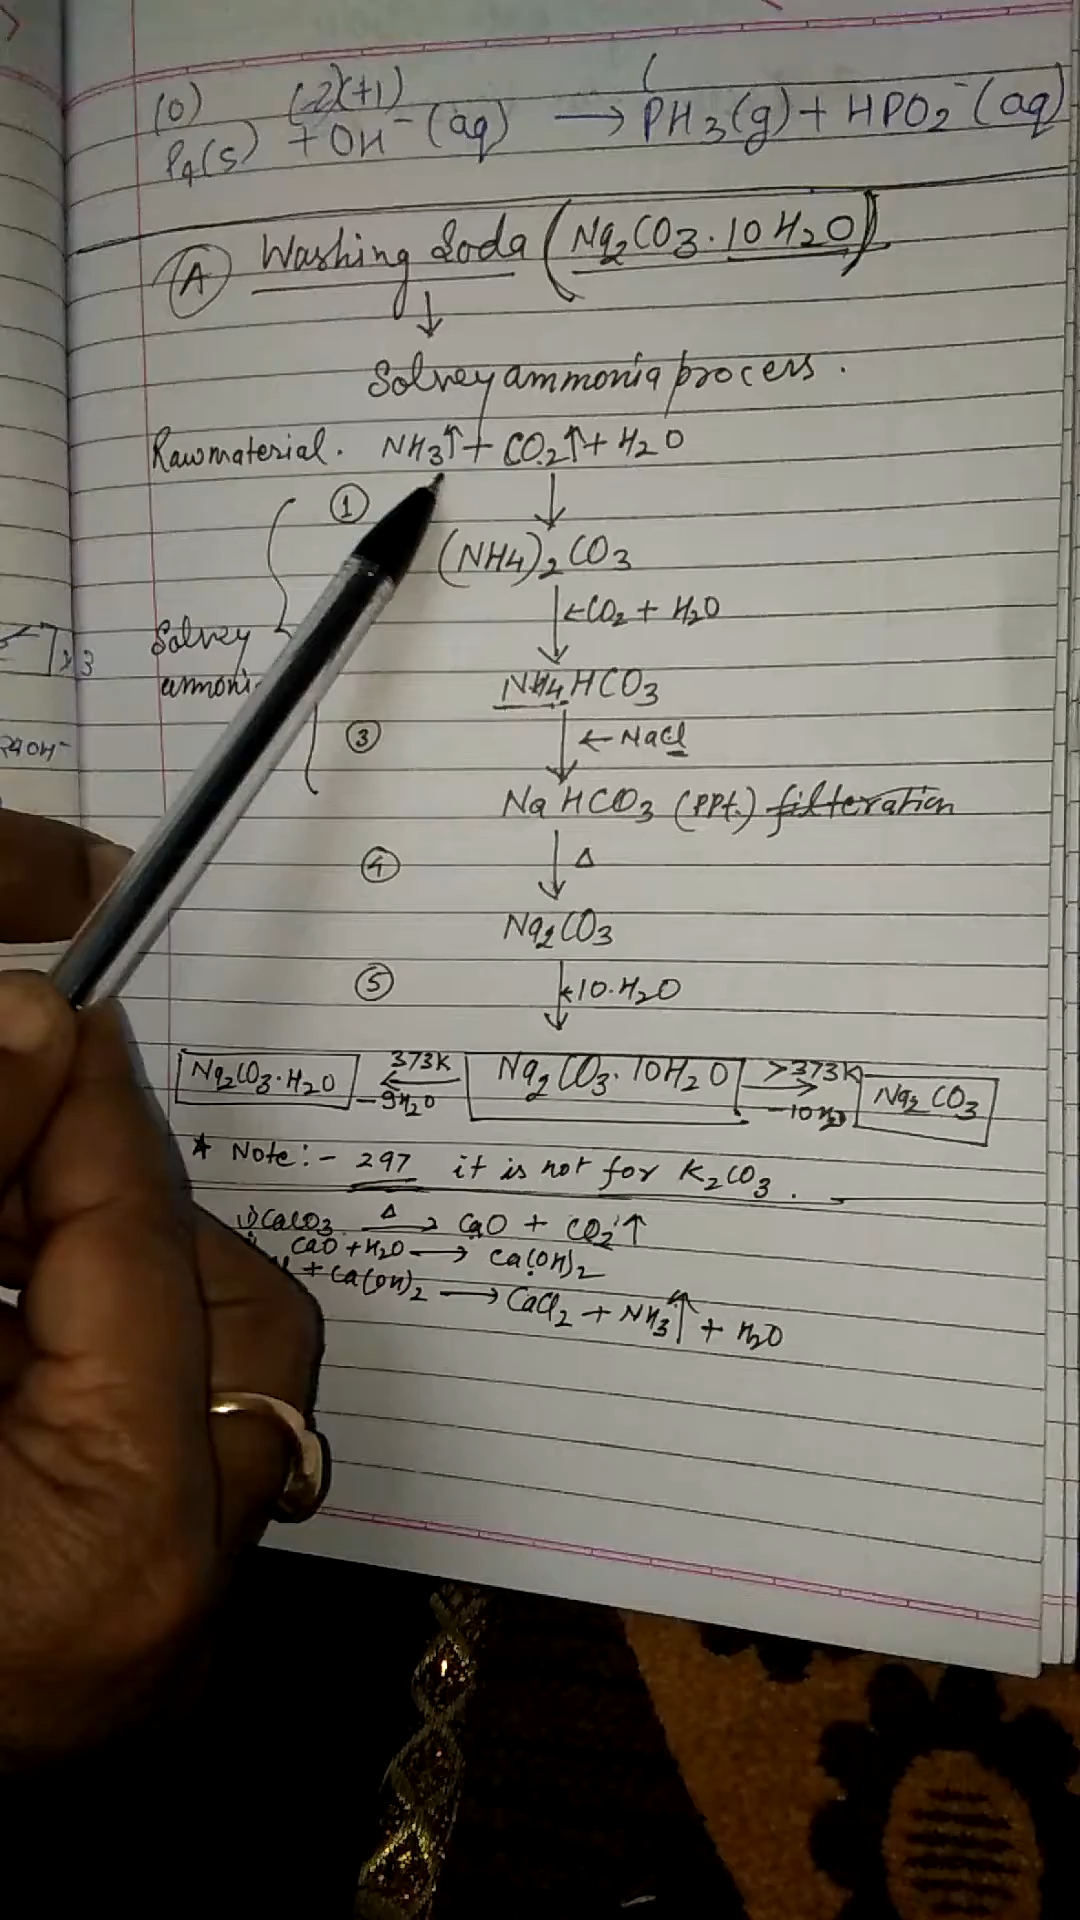 (0) (-2)(+1) (
P4(s) + OH⁻(aq) → PH3(g) + HPO2⁻(aq)
(A) Washing Soda (Na2CO3·10H2O)
↓
Solvey ammonia process.
Raw material. NH3↑ + CO2↑ + H2O
① ↓
(NH4)2CO3
↓ ←CO2 + H2O
Solvey
ammoni
NH4HCO3
③ ↓ ← NaCl
NaHCO3 (PPt.) filteration
④ ↓ Δ
Na2CO3
⑤ ↓ ←10·H2O
Na2CO3·H2O ←373K -9H2O Na2CO3·10H2O >373K → -10H2O Na2CO3
* Note:- 297 it is not for K2CO3.
i) CaCO3 Δ→ CaO + CO2↑
CaO + H2O → Ca(OH)2
+ Ca(OH)2 → CaCl2 + NH3↑ + H2O